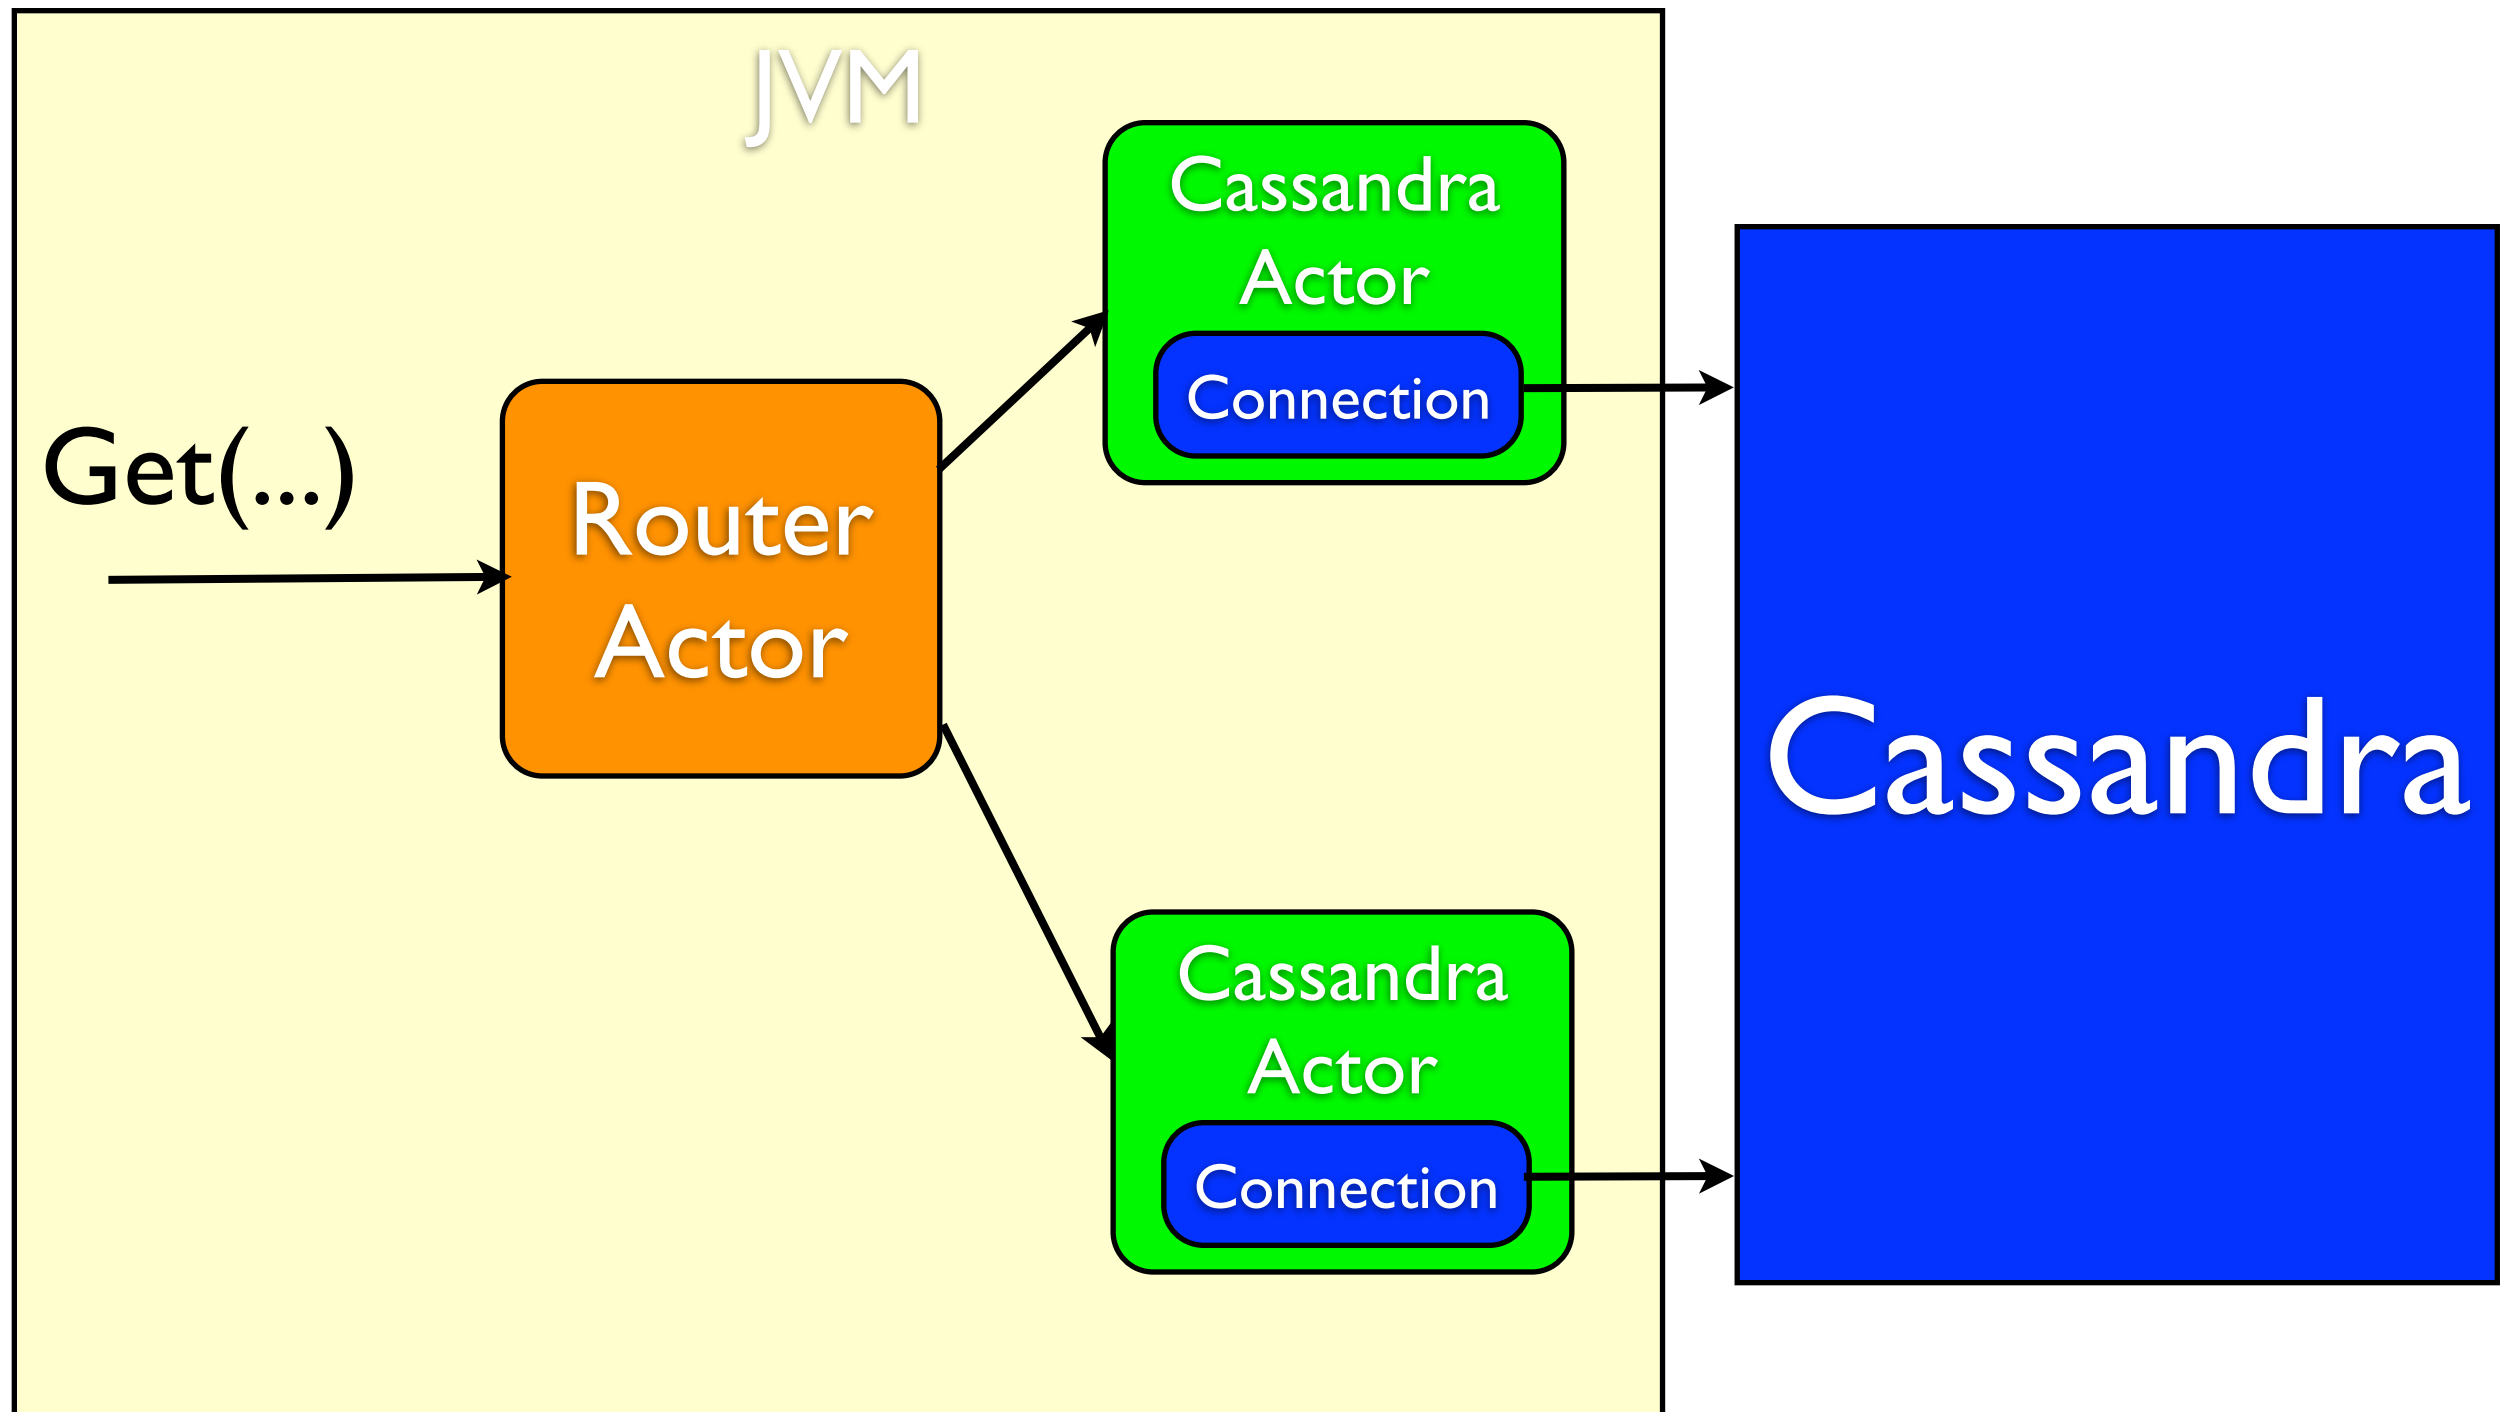 JVM
Get(...)
Router
Actor
Cassandra
Actor
Connection
Cassandra
Actor
Connection
Cassandra